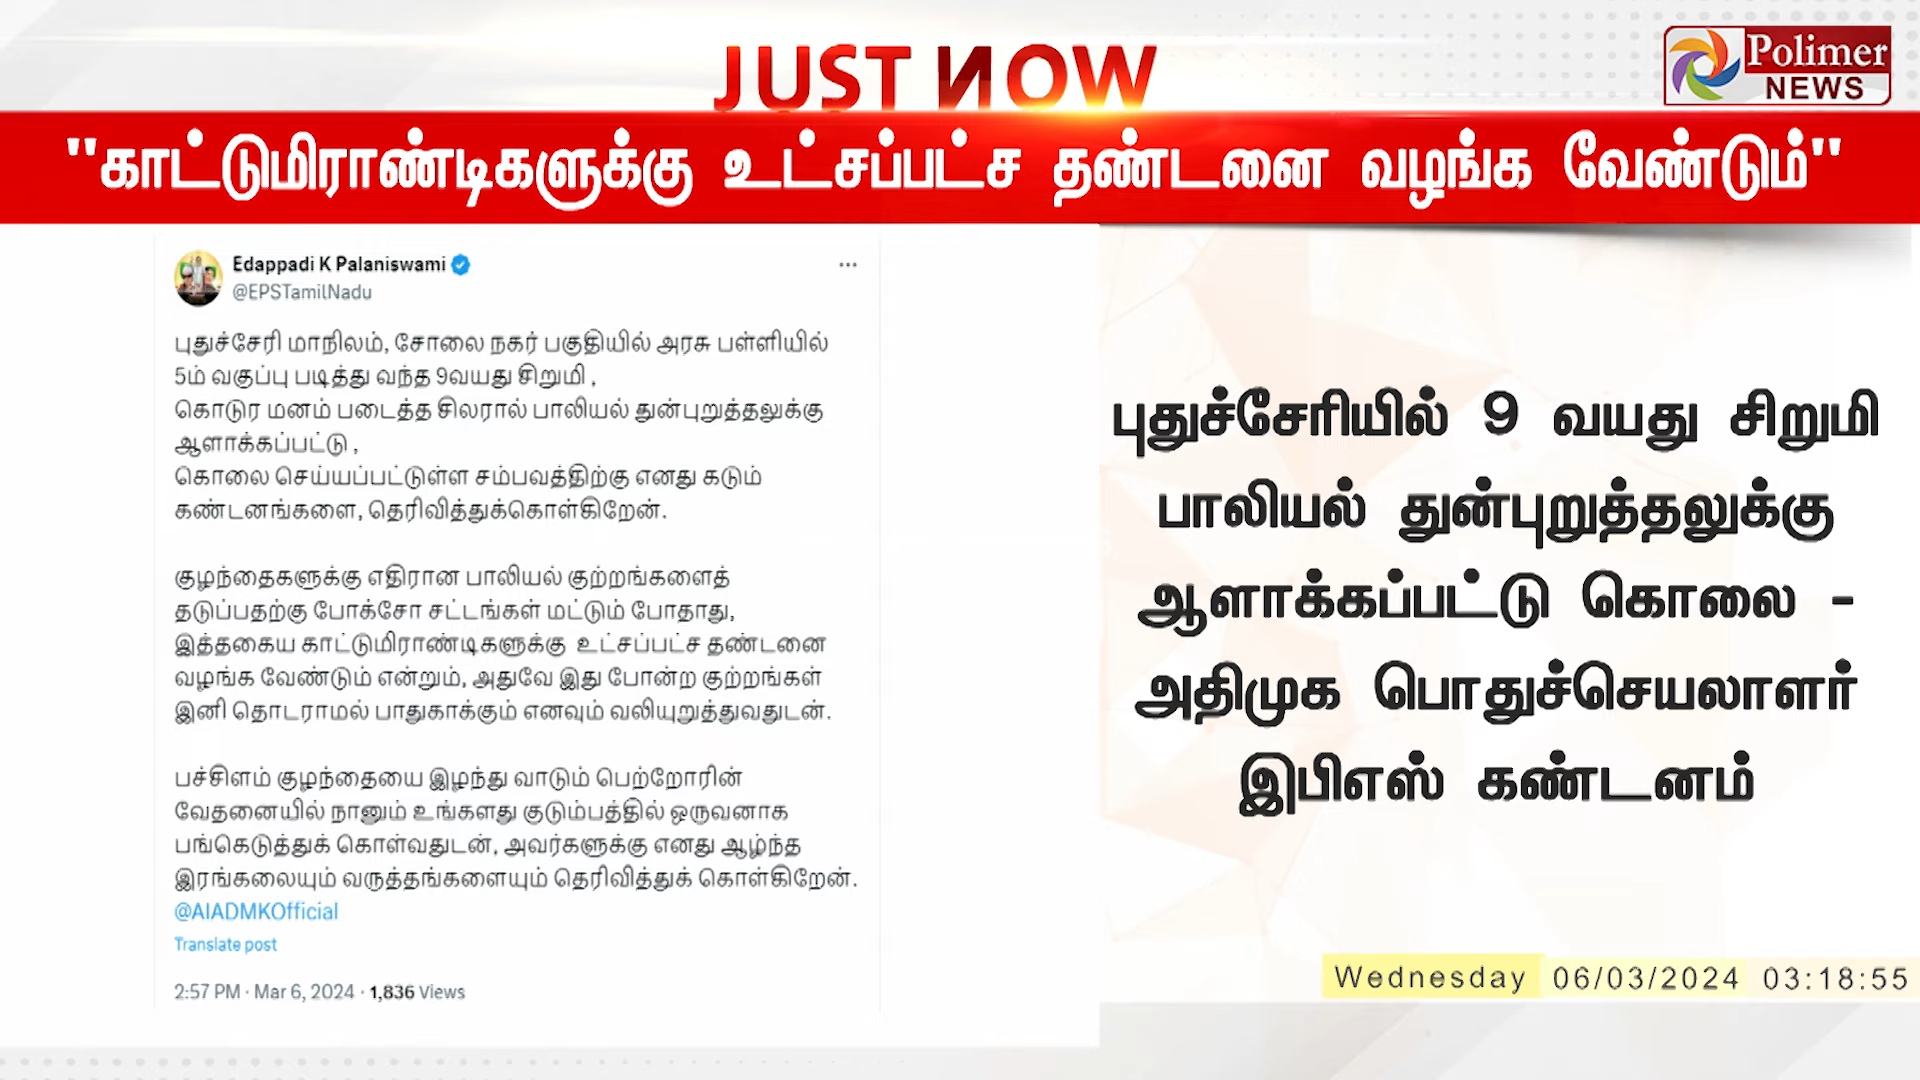 JUST NOW
Polimer
NEWS
"காட்டுமிராண்டிகளுக்கு உட்சப்பட்ச தண்டனை வழங்க வேண்டும்"
Edappadi K Palaniswami
@EPSTamilNadu
புதுச்சேரி மாநிலம், சோலை நகர் பகுதியில் அரசு பள்ளியில்
5ம் வகுப்பு படித்து வந்த 9வயது சிறுமி ,
கொடுர மனம் படைத்த சிலரால் பாலியல் துன்புறுத்தலுக்கு
ஆளாக்கப்பட்டு ,
கொலை செய்யப்பட்டுள்ள சம்பவத்திற்கு எனது கடும்
கண்டனங்களை, தெரிவித்துக்கொள்கிறேன்.
குழந்தைகளுக்கு எதிரான பாலியல் குற்றங்களைத்
தடுப்பதற்கு போக்சோ சட்டங்கள் மட்டும் போதாது,
இத்தகைய காட்டுமிராண்டிகளுக்கு உட்சப்பட்ச தண்டனை
வழங்க வேண்டும் என்றும், அதுவே இது போன்ற குற்றங்கள்
இனி தொடராமல் பாதுகாக்கும் எனவும் வலியுறுத்துவதுடன்.
பச்சிளம் குழந்தையை இழந்து வாடும் பெற்றோரின்
வேதனையில் நானும் உங்களது குடும்பத்தில் ஒருவனாக
பங்கெடுத்துக் கொள்வதுடன், அவர்களுக்கு எனது ஆழ்ந்த
இரங்கலையும் வருத்தங்களையும் தெரிவித்துக் கொள்கிறேன்.
@AIADMKOfficial
Translate post
2:57 PM · Mar 6, 2024 · 1,836 Views
புதுச்சேரியில் 9 வயது சிறுமி
பாலியல் துன்புறுத்தலுக்கு
ஆளாக்கப்பட்டு கொலை -
அதிமுக பொதுச்செயலாளர்
இபிஎஸ் கண்டனம்
Wednesday 06/03/2024 03:18:55